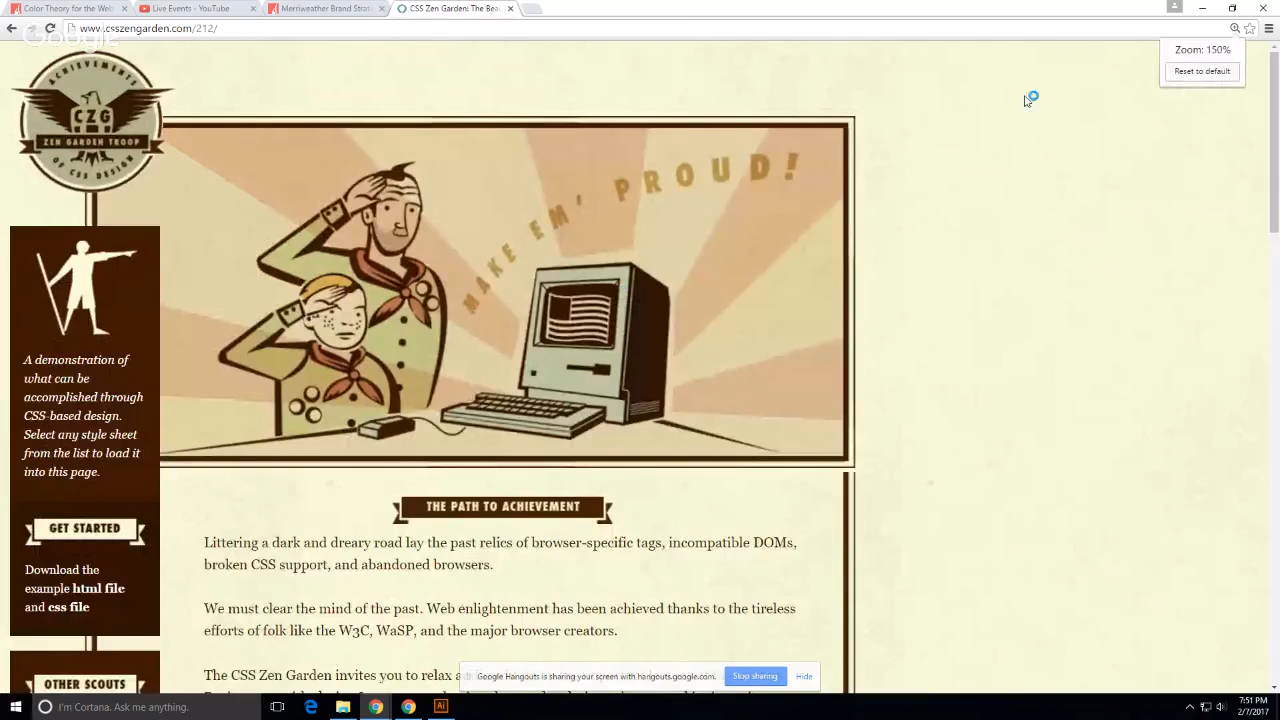 Color Theory for the Web
Live Events - YouTube
Merriweather Brand Strat
CSS Zen Garden: The Bea
www.csszengarden.com/212/
Google
Zoom: 150%
Reset to default
ACHIEVEMENTS
CZG
ZEN GARDEN TROOP
OF CSS DESIGN
MAKE EM' PROUD!
A demonstration of
what can be
accomplished through
CSS-based design.
Select any style sheet
from the list to load it
into this page.
GET STARTED
Download the
example html file
and css file
OTHER SCOUTS
THE PATH TO ACHIEVEMENT
Littering a dark and dreary road lay the past relics of browser-specific tags, incompatible DOMs,
broken CSS support, and abandoned browsers.
We must clear the mind of the past. Web enlightenment has been achieved thanks to the tireless
efforts of folk like the W3C, WaSP, and the major browser creators.
The CSS Zen Garden invites you to relax a
Google Hangouts is sharing your screen with hangouts.google.com.
Stop sharing
Hide
I'm Cortana. Ask me anything.
Ai
7:51 PM
2/7/2017